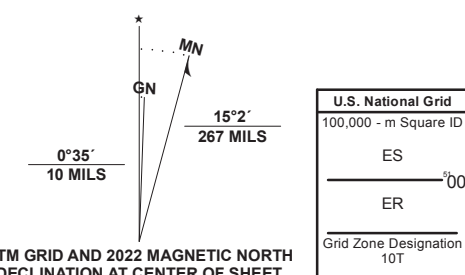 ★
MN
GN
15°2´
267 MILS
0°35´
10 MILS
TM GRID AND 2022 MAGNETIC NORTH
DECLINATION AT CENTER OF SHEET
U.S. National Grid
100,000 - m Square ID
ES
5100
ER
Grid Zone Designation
10T